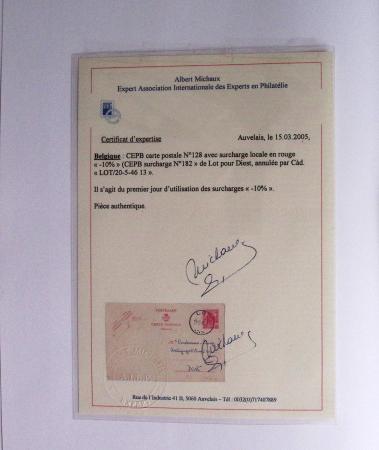 Albert Michaux
Expert Association Internationale des Experts en Philatélie
Certificat d'expertise
Auvelais, le 15.03.2005,
Belgique : CEPB carte postale N°128 avec surcharge locale en rouge
« -10% » (CEPB surcharge N°182 » de Lot pour Diest, annulée par Càd.
« LOT/20-5-46 13 ».
Il s'agit du premier jour d'utilisation des surcharges « -10% ».
Pièce authentique.
Rue de l'Industrie 41 B, 5060 Auvelais – Tél : 0032(0)717407889